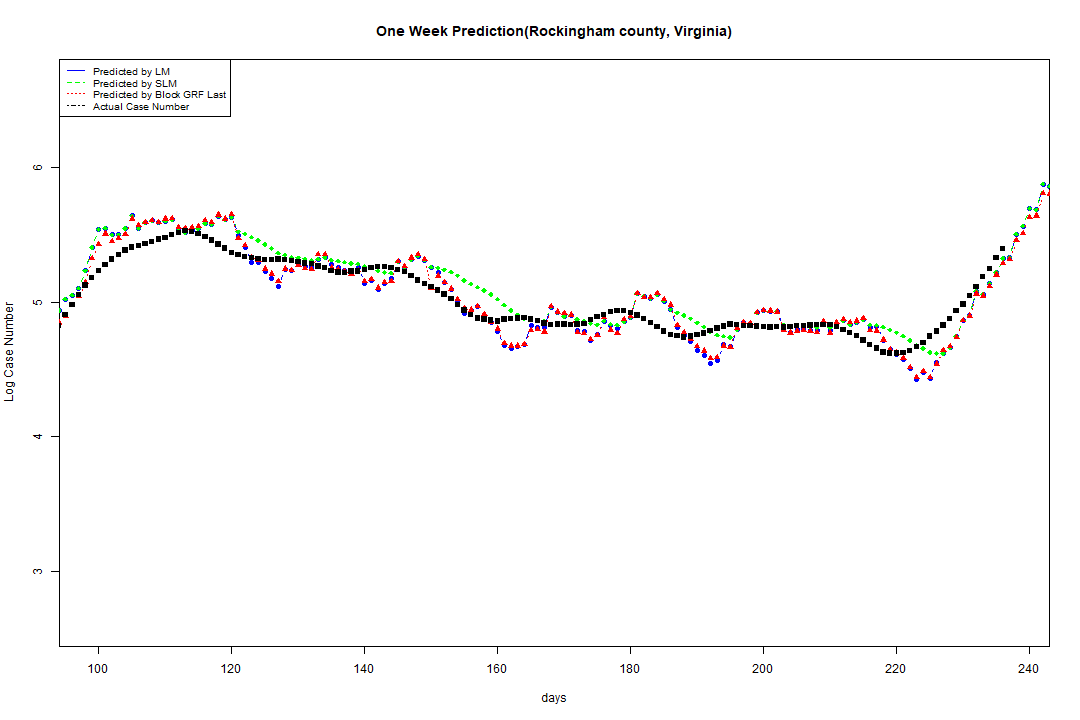 One Week Prediction(Rockingham county, Virginia)
Predicted by LM
Predicted by SLM
Predicted by Block GRF Last
Actual Case Number
6
5
4
3
Log Case Number
100 120 140 160 180 200 220 240
days